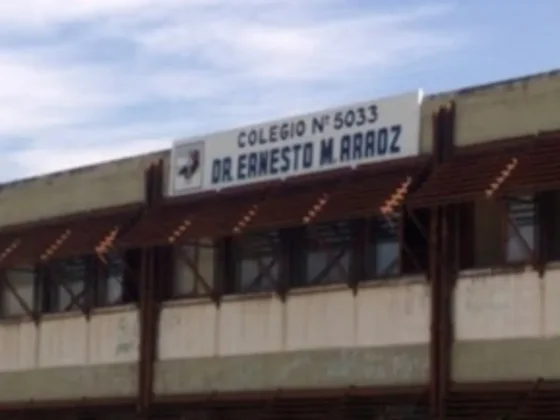 COLEGIO Nº 5033
DR. ERNESTO M. ARAOZ